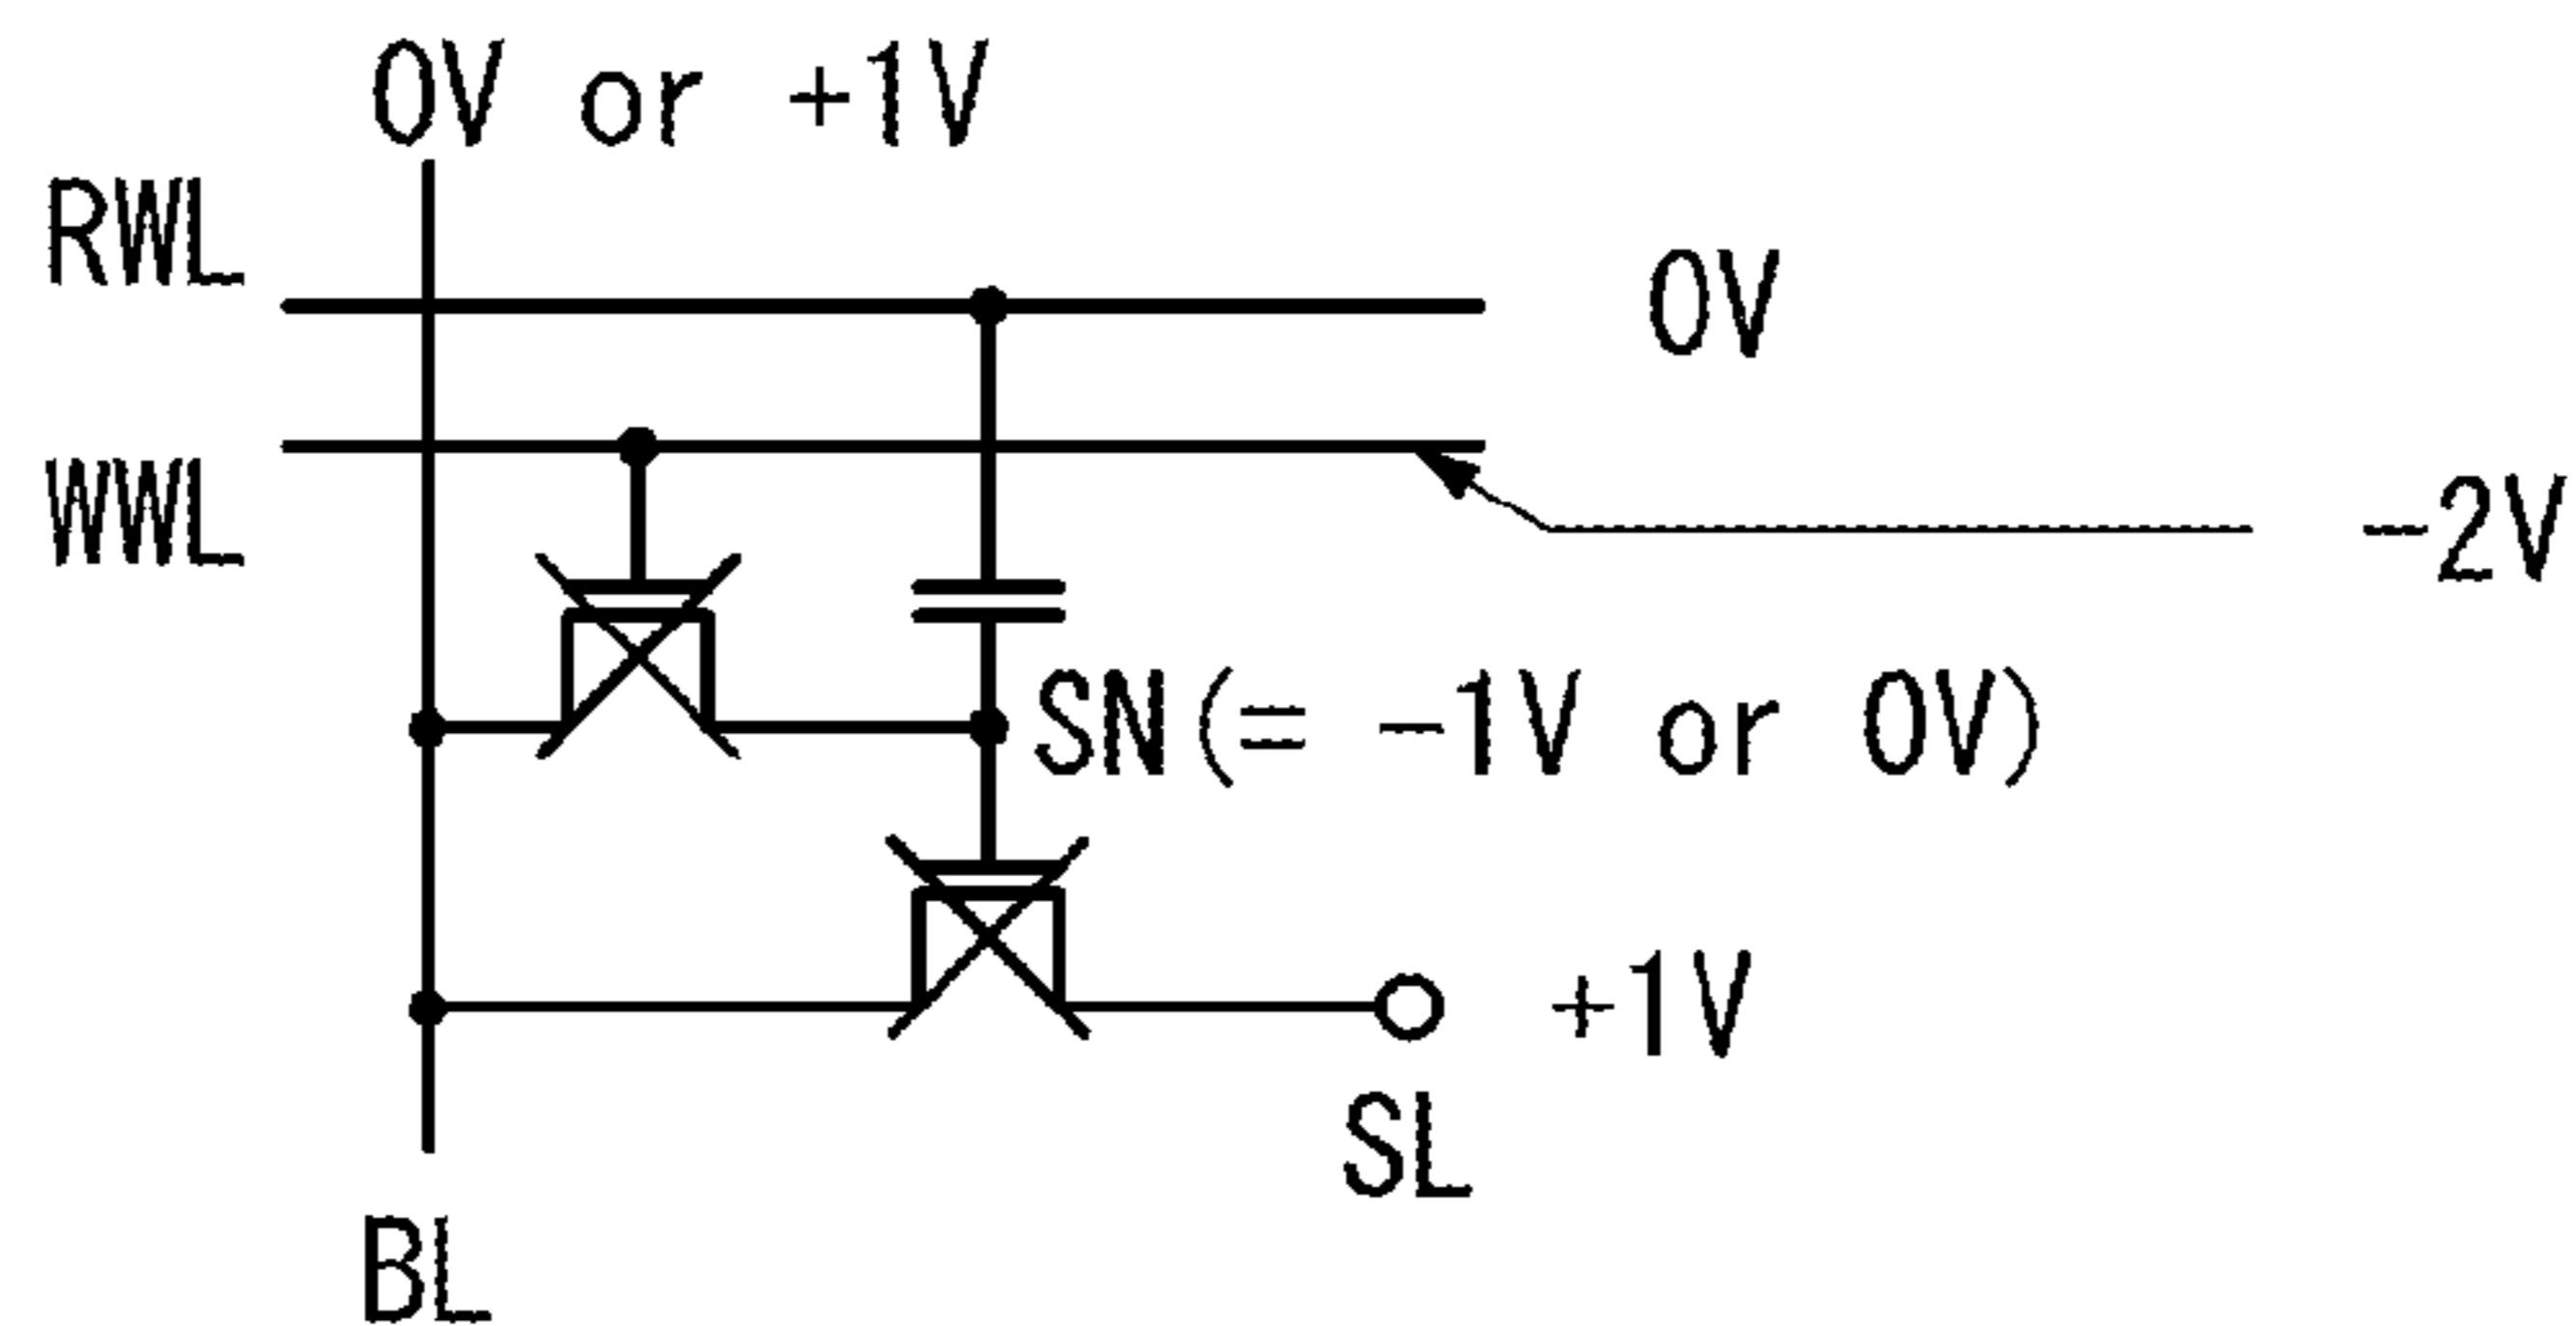 0V or +1V
RWL
0V
WWL
-2V
SN(= -1V or 0V)
+1V
SL
BL